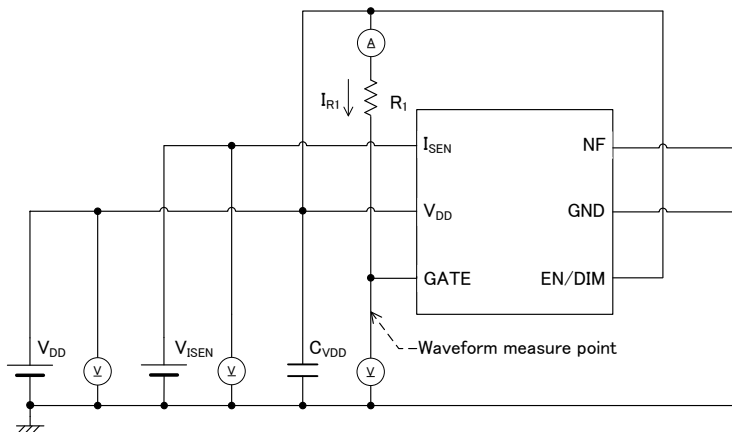 A
I_R1
R_1
I_SEN
NF
V_DD
GND
GATE
EN/DIM
V_DD
V
V_ISEN
V
C_VDD
V
Waveform measure point